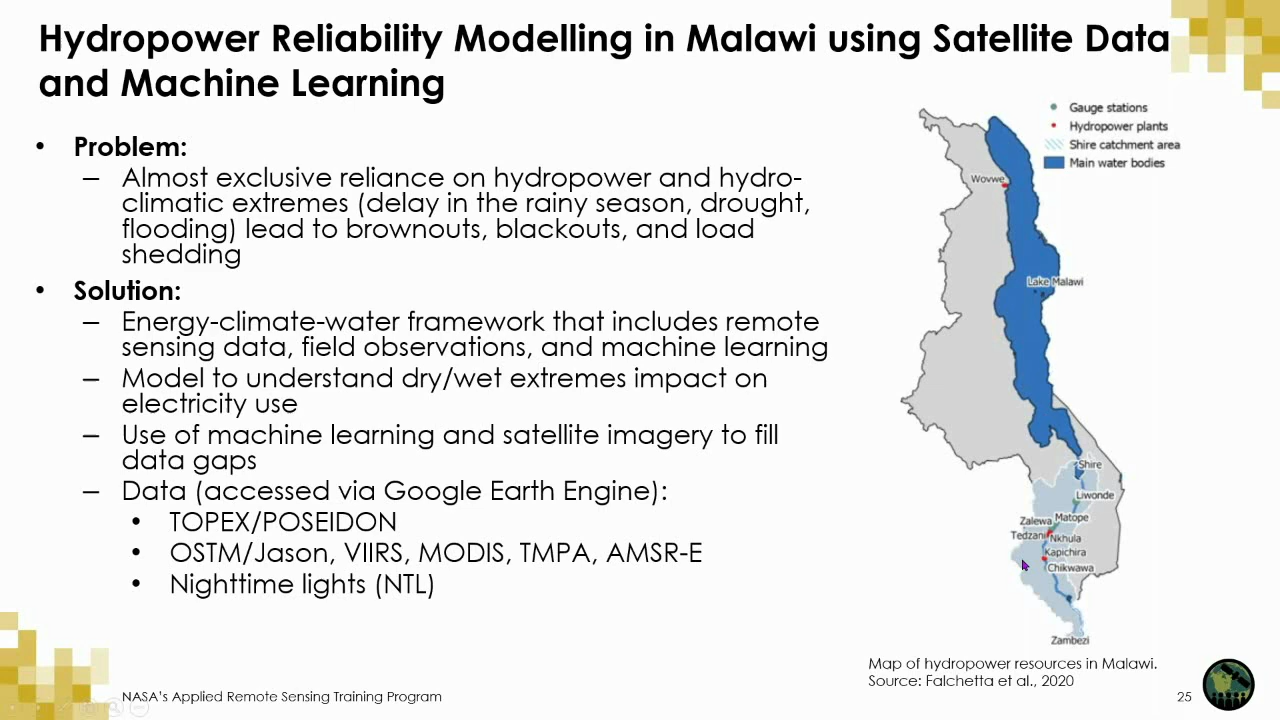 Hydropower Reliability Modelling in Malawi using Satellite Data
and Machine Learning
• Problem:
– Almost exclusive reliance on hydropower and hydro-
climatic extremes (delay in the rainy season, drought,
flooding) lead to brownouts, blackouts, and load
shedding
• Solution:
– Energy-climate-water framework that includes remote
sensing data, field observations, and machine learning
– Model to understand dry/wet extremes impact on
electricity use
– Use of machine learning and satellite imagery to fill
data gaps
– Data (accessed via Google Earth Engine):
• TOPEX/POSEIDON
• OSTM/Jason, VIIRS, MODIS, TMPA, AMSR-E
• Nighttime lights (NTL)
Gauge stations
Hydropower plants
Shire catchment area
Main water bodies
Wovwe
Lake Malawi
Shire
Liwonde
Zalewa
Matope
Tedzani
Nkhula
Kapichira
Chikwawa
Zambezi
Map of hydropower resources in Malawi.
Source: Falchetta et al., 2020
NASA's Applied Remote Sensing Training Program
25